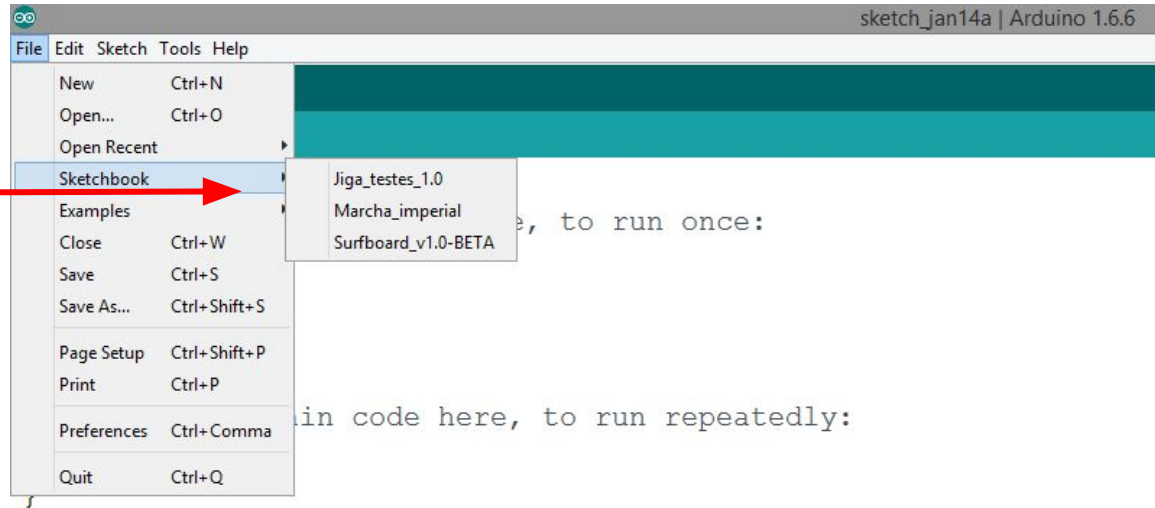 sketch_jan14a | Arduino 1.6.6
File Edit Sketch Tools Help
New Ctrl+N
Open... Ctrl+O
Open Recent
Sketchbook
Examples
Close Ctrl+W
Save Ctrl+S
Save As... Ctrl+Shift+S
Page Setup Ctrl+Shift+P
Print Ctrl+P
Preferences Ctrl+Comma
Quit Ctrl+Q
Jiga_testes_1.0
Marcha_imperial
Surfboard_v1.0-BETA
, to run once:
in code here, to run repeatedly:
}